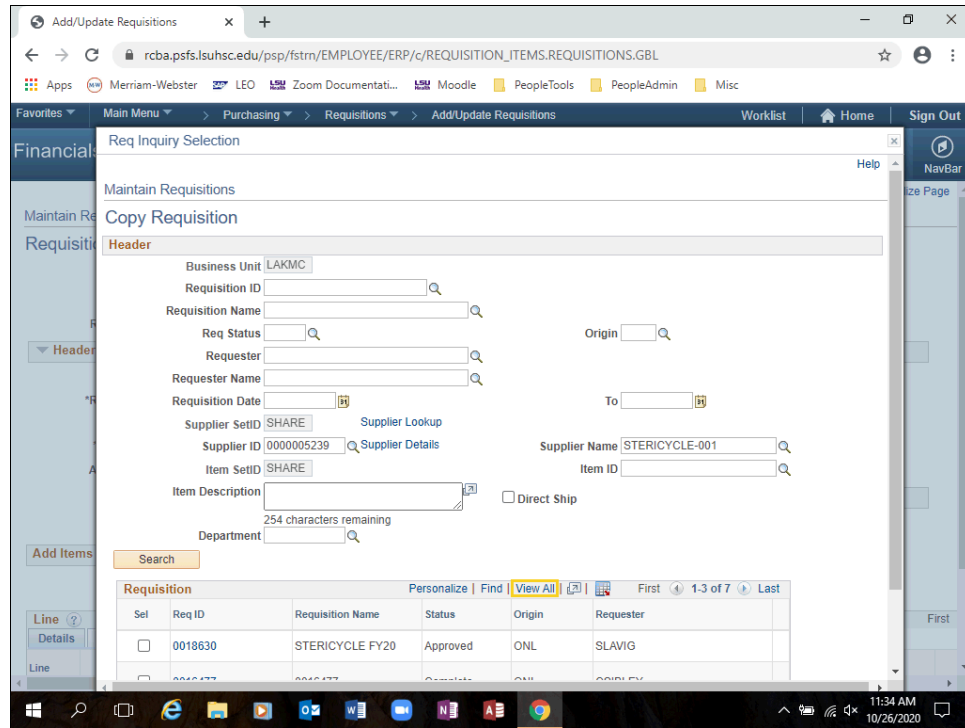 Add/Update Requisitions
rcba.psfs.lsuhsc.edu/psp/fstrn/EMPLOYEE/ERP/c/REQUISITION_ITEMS.REQUISITIONS.GBL
Apps Merriam-Webster LEO Zoom Documentati... Moodle PeopleTools PeopleAdmin Misc
Favorites Main Menu > Purchasing > Requisitions > Add/Update Requisitions Worklist Home Sign Out
Req Inquiry Selection
Financials
NavBar
Help
Maintain Requisitions
Maintain Re
Copy Requisition
Requisitio
Header
Business Unit LAKMC
Requisition ID
Requisition Name
Req Status Origin
Header
Requester
Requester Name
Requisition Date To
Supplier SetID SHARE Supplier Lookup
Supplier ID 0000005239 Supplier Details Supplier Name STERICYCLE-001
Item SetID SHARE Item ID
Item Description Direct Ship
254 characters remaining
Department
Add Items
Search
Requisition Personalize | Find | View All | First 1-3 of 7 Last
Line First
Sel Req ID Requisition Name Status Origin Requester
Details
0018630 STERICYCLE FY20 Approved ONL SLAVIG
Line
11:34 AM
10/26/2020